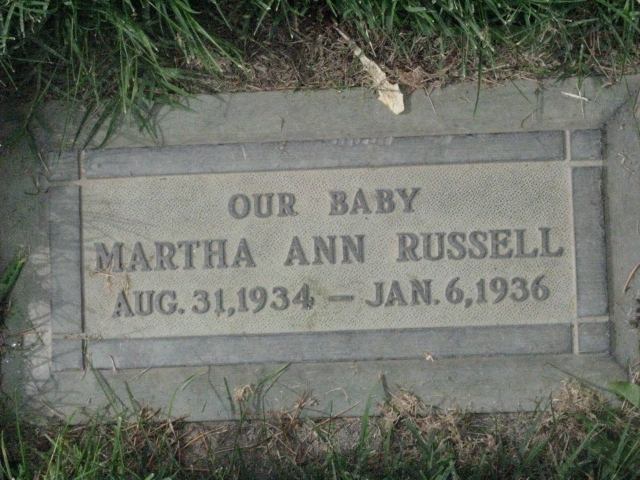 OUR BABY
MARTHA ANN RUSSELL
AUG. 31, 1934 — JAN. 6, 1936